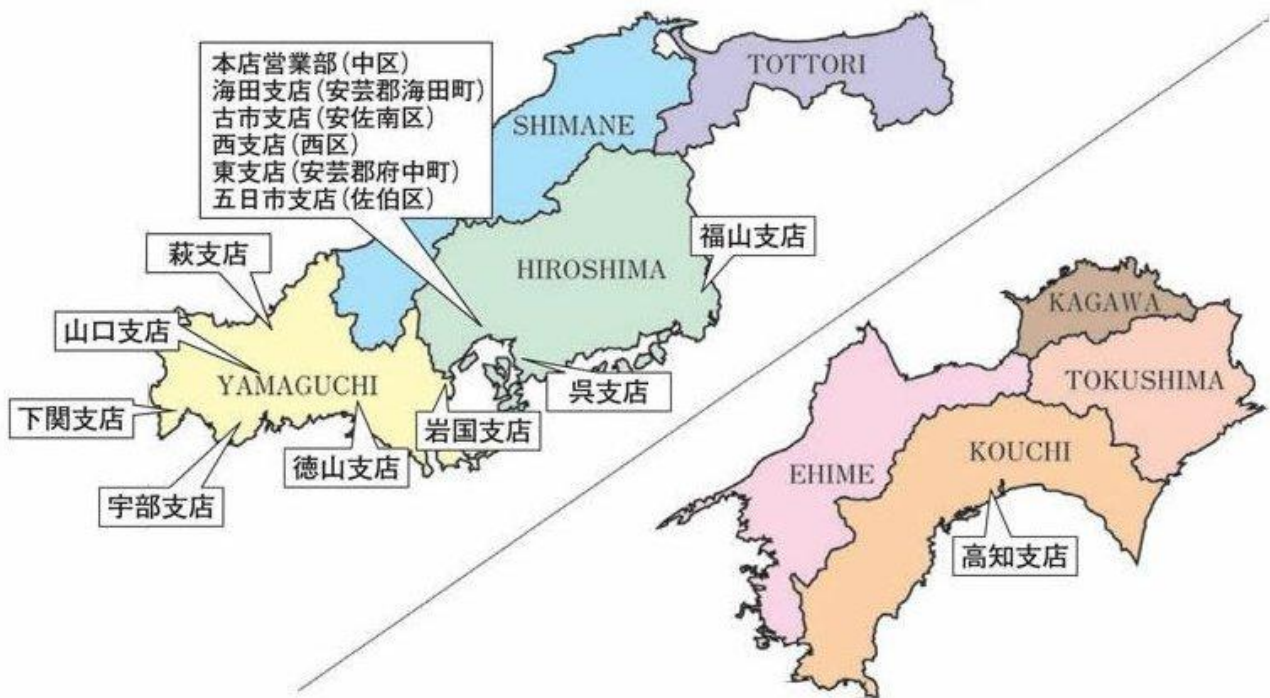 本店営業部(中区)
海田支店(安芸郡海田町)
古市支店(安佐南区)
西支店(西区)
東支店(安芸郡府中町)
五日市支店(佐伯区)
TOTTORI
SHIMANE
HIROSHIMA
福山支店
萩支店
山口支店
YAMAGUCHI
下関支店
宇部支店
徳山支店
岩国支店
呉支店
KAGAWA
TOKUSHIMA
EHIME
KOUCHI
高知支店